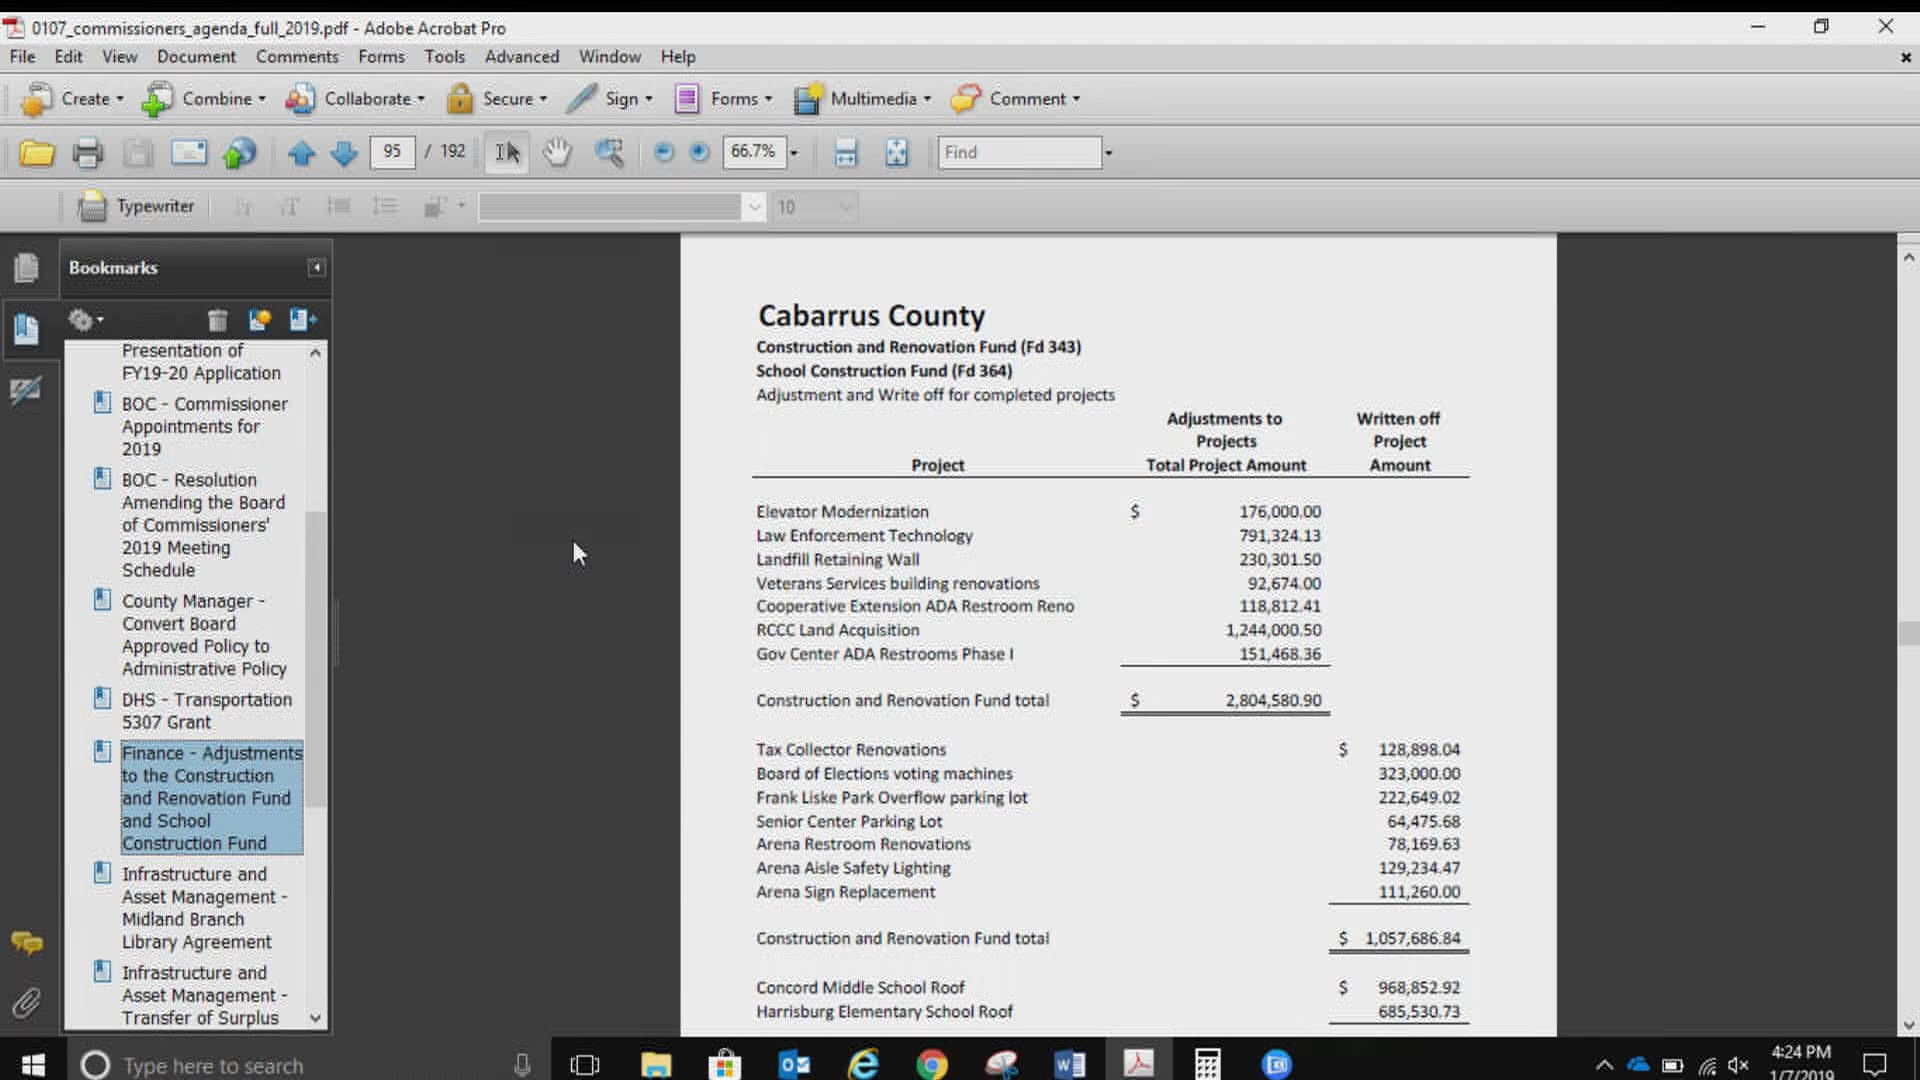 0107_commissioners_agenda_full_2019.pdf - Adobe Acrobat Pro
File Edit View Document Comments Forms Tools Advanced Window Help
Create Combine Collaborate Secure Sign Forms Multimedia Comment
95 / 192 66.7% Find
Typewriter 10
Bookmarks
Presentation of
FY19-20 Application
BOC - Commissioner
Appointments for
2019
BOC - Resolution
Amending the Board
of Commissioners'
2019 Meeting
Schedule
County Manager -
Convert Board
Approved Policy to
Administrative Policy
DHS - Transportation
5307 Grant
Finance - Adjustments
to the Construction
and Renovation Fund
and School
Construction Fund
Infrastructure and
Asset Management -
Midland Branch
Library Agreement
Infrastructure and
Asset Management -
Transfer of Surplus
Cabarrus County
Construction and Renovation Fund (Fd 343)
School Construction Fund (Fd 364)
Adjustment and Write off for completed projects
Adjustments to Written off
Projects Project
Project Total Project Amount Amount
Elevator Modernization $ 176,000.00
Law Enforcement Technology 791,324.13
Landfill Retaining Wall 230,301.50
Veterans Services building renovations 92,674.00
Cooperative Extension ADA Restroom Reno 118,812.41
RCCC Land Acquisition 1,244,000.50
Gov Center ADA Restrooms Phase I 151,468.36
Construction and Renovation Fund total $ 2,804,580.90
Tax Collector Renovations $ 128,898.04
Board of Elections voting machines 323,000.00
Frank Liske Park Overflow parking lot 222,649.02
Senior Center Parking Lot 64,475.68
Arena Restroom Renovations 78,169.63
Arena Aisle Safety Lighting 129,234.47
Arena Sign Replacement 111,260.00
Construction and Renovation Fund total $ 1,057,686.84
Concord Middle School Roof $ 968,852.92
Harrisburg Elementary School Roof 685,530.73
Type here to search
4:24 PM
1/7/2019